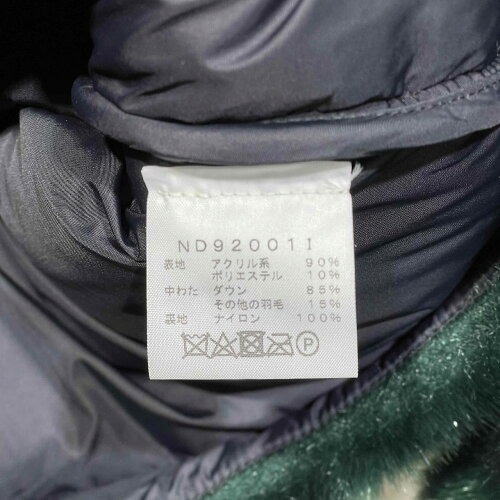 ND92001I
表地 アクリル系 90%
ポリエステル 10%
中わた ダウン 85%
その他の羽毛 15%
裏地 ナイロン 100%
P